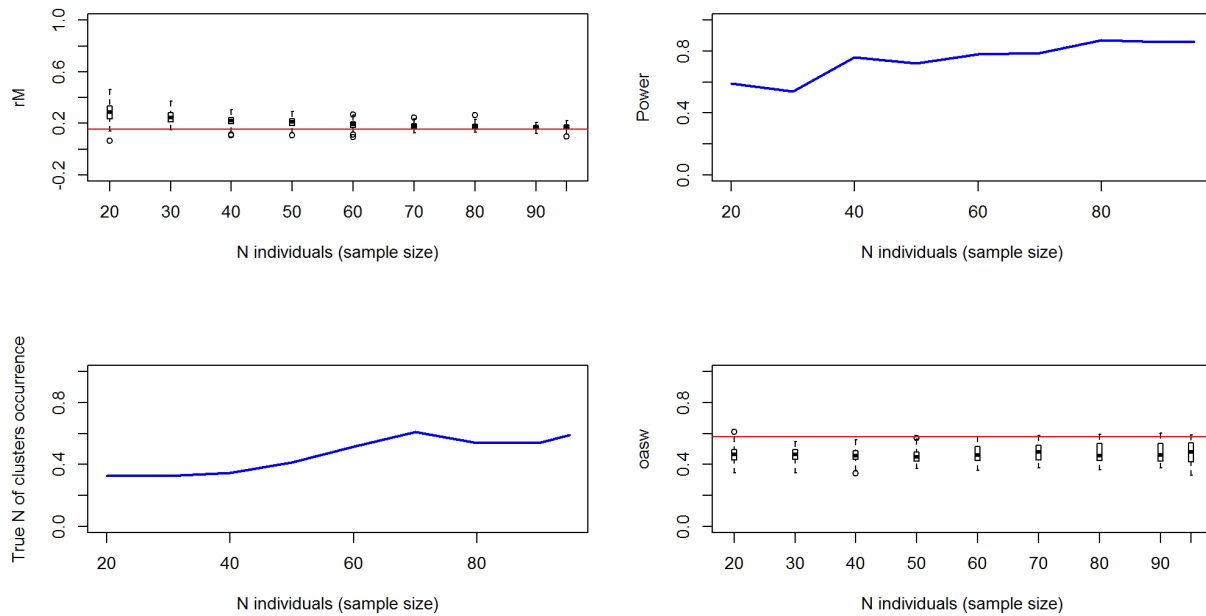 rM
-0.2 0.2 0.6 1.0
20 30 40 50 60 70 80 90
N individuals (sample size)
Power
0.0 0.4 0.8
20 40 60 80
N individuals (sample size)
True N of clusters occurrence
0.0 0.4 0.8
20 40 60 80
N individuals (sample size)
oasw
0.0 0.4 0.8
20 30 40 50 60 70 80 90
N individuals (sample size)